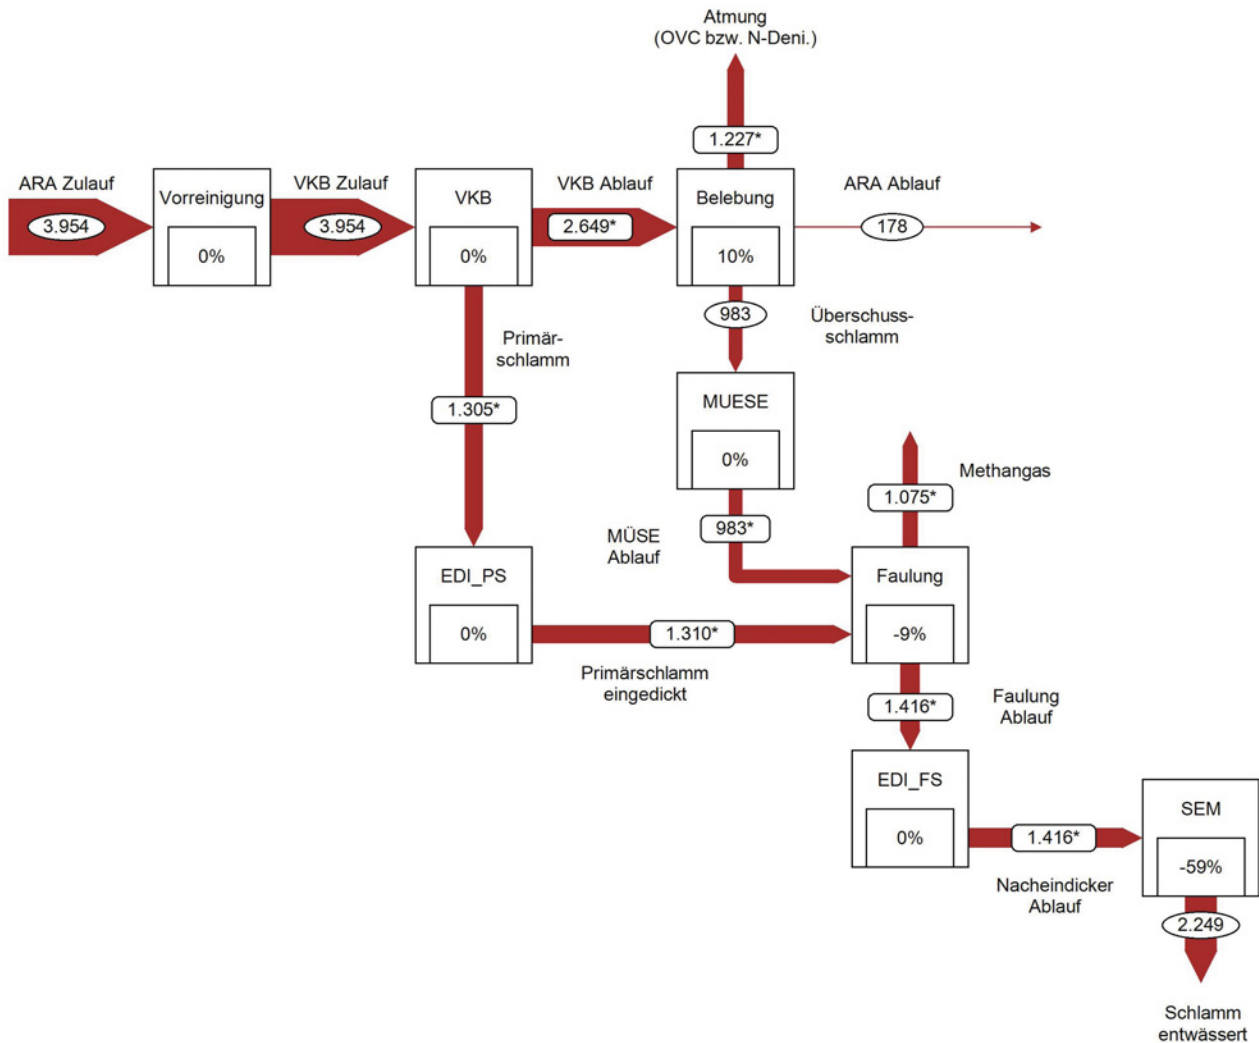 Atmung
(OVC bzw. N-Deni.)
1.227*
ARA Zulauf
Vorreinigung
VKB Zulauf
VKB
VKB Ablauf
Belebung
ARA Ablauf
3.954
3.954
2.649*
178
0%
0%
10%
983
Überschuss-
schlamm
Primär-
schlamm
1.305*
MUESE
0%
Methangas
1.075*
983*
MÜSE
Ablauf
EDI_PS
Faulung
0%
1.310*
-9%
Primärschlamm
eingedickt
1.416*
Faulung
Ablauf
EDI_FS
SEM
0%
1.416*
-59%
Nacheindicker
Ablauf
2.249
Schlamm
entwässert